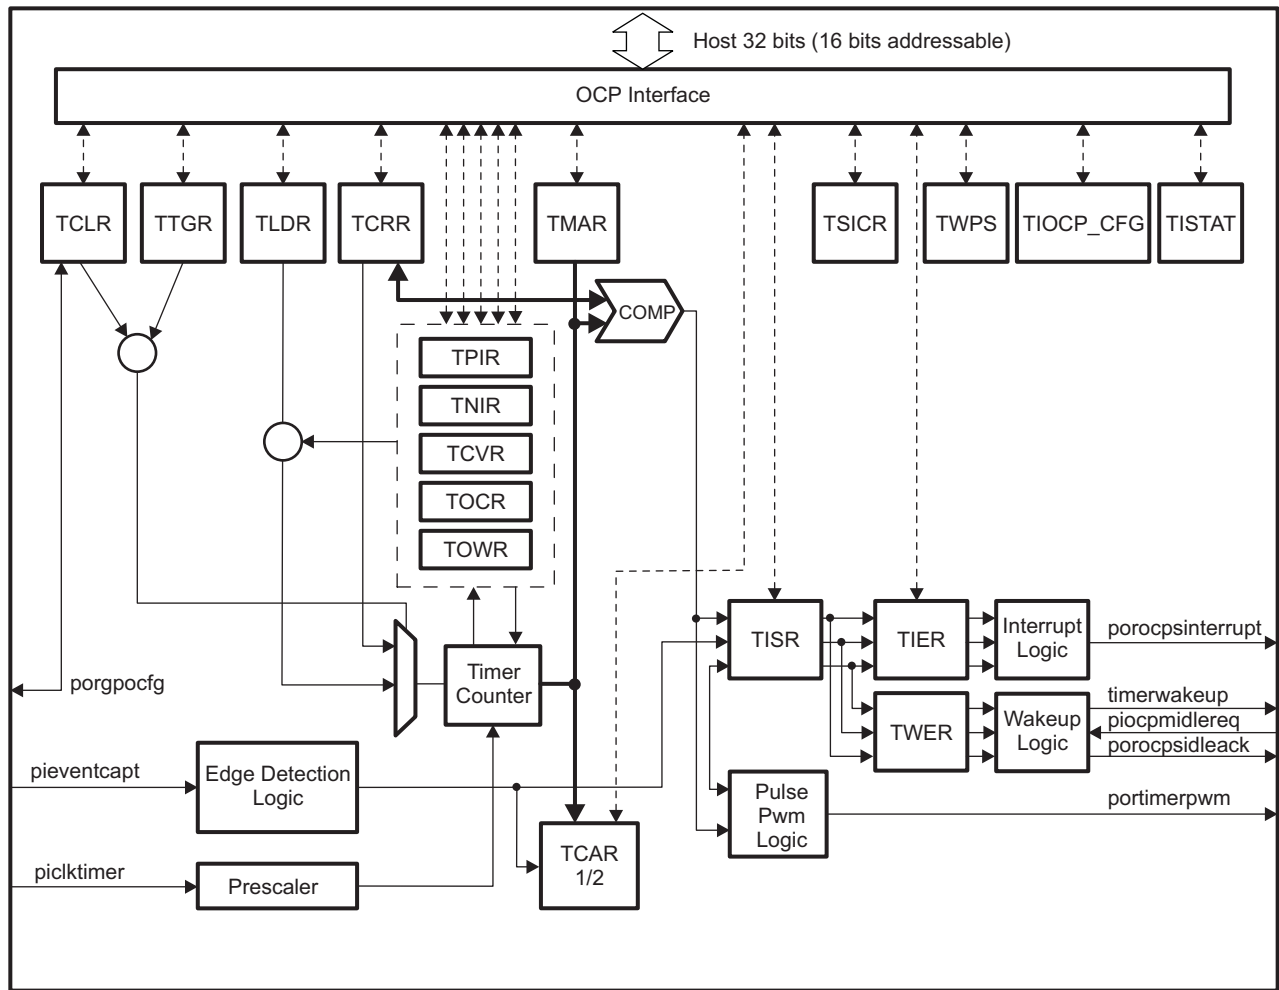 Host 32 bits (16 bits addressable)
OCP Interface
TCLR
TTGR
TLDR
TCRR
TMAR
TSICR
TWPS
TIOCP_CFG
TISTAT
COMP
TPIR
TNIR
TCVR
TOCR
TOWR
TISR
TIER
Interrupt
Logic
porocpsinterrupt
Timer
Counter
porgpocfg
TWER
Wakeup
Logic
timerwakeup
piocpmidlereq
porocpsidleack
pieventcapt
Edge Detection
Logic
Pulse
Pwm
Logic
portimerpwm
TCAR
1/2
piclktimer
Prescaler